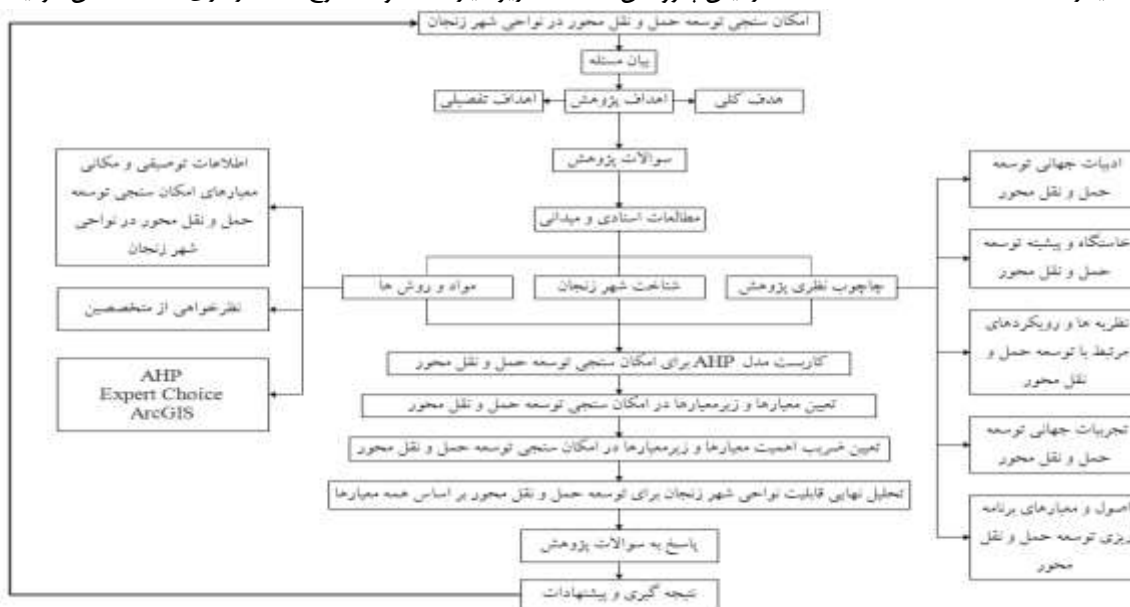 امکان سنجی توسعه حمل و نقل محور در نواحی شهر زنجان
بیان مسئله
هدف کلی
اهداف پژوهش
اهداف تفصیلی
سوالات پژوهش
مطالعات اسنادی و میدانی
چاچوب نظری پژوهش
شناخت شهر زنجان
مواد و روش ها
ادبیات جهانی توسعه
حمل و نقل محور
خاستگاه و پیشینه توسعه
حمل و نقل محور
نظریه ها و رویکردهای
مرتبط با توسعه حمل و
نقل محور
تجربیات جهانی توسعه
حمل و نقل محور
اصول و معیارهای برنامه
ریزی توسعه حمل و نقل
محور
اطلاعات توصیفی و مکانی
معیارهای امکان سنجی توسعه
حمل و نقل محور در نواحی
شهر زنجان
نظرخواهی از متخصصین
AHP
Expert Choice
ArcGIS
کاربست مدل AHP برای امکان سنجی توسعه حمل و نقل محور
تعیین معیارها و زیرمعیارها در امکان سنجی توسعه حمل و نقل محور
تعیین ضریب اهمیت معیارها و زیرمعیارها در امکان سنجی توسعه حمل و نقل محور
تحلیل نهایی قابلیت نواحی شهر زنجان برای توسعه حمل و نقل محور بر اساس همه معیارها
پاسخ به سوالات پژوهش
نتیجه گیری و پیشنهادات